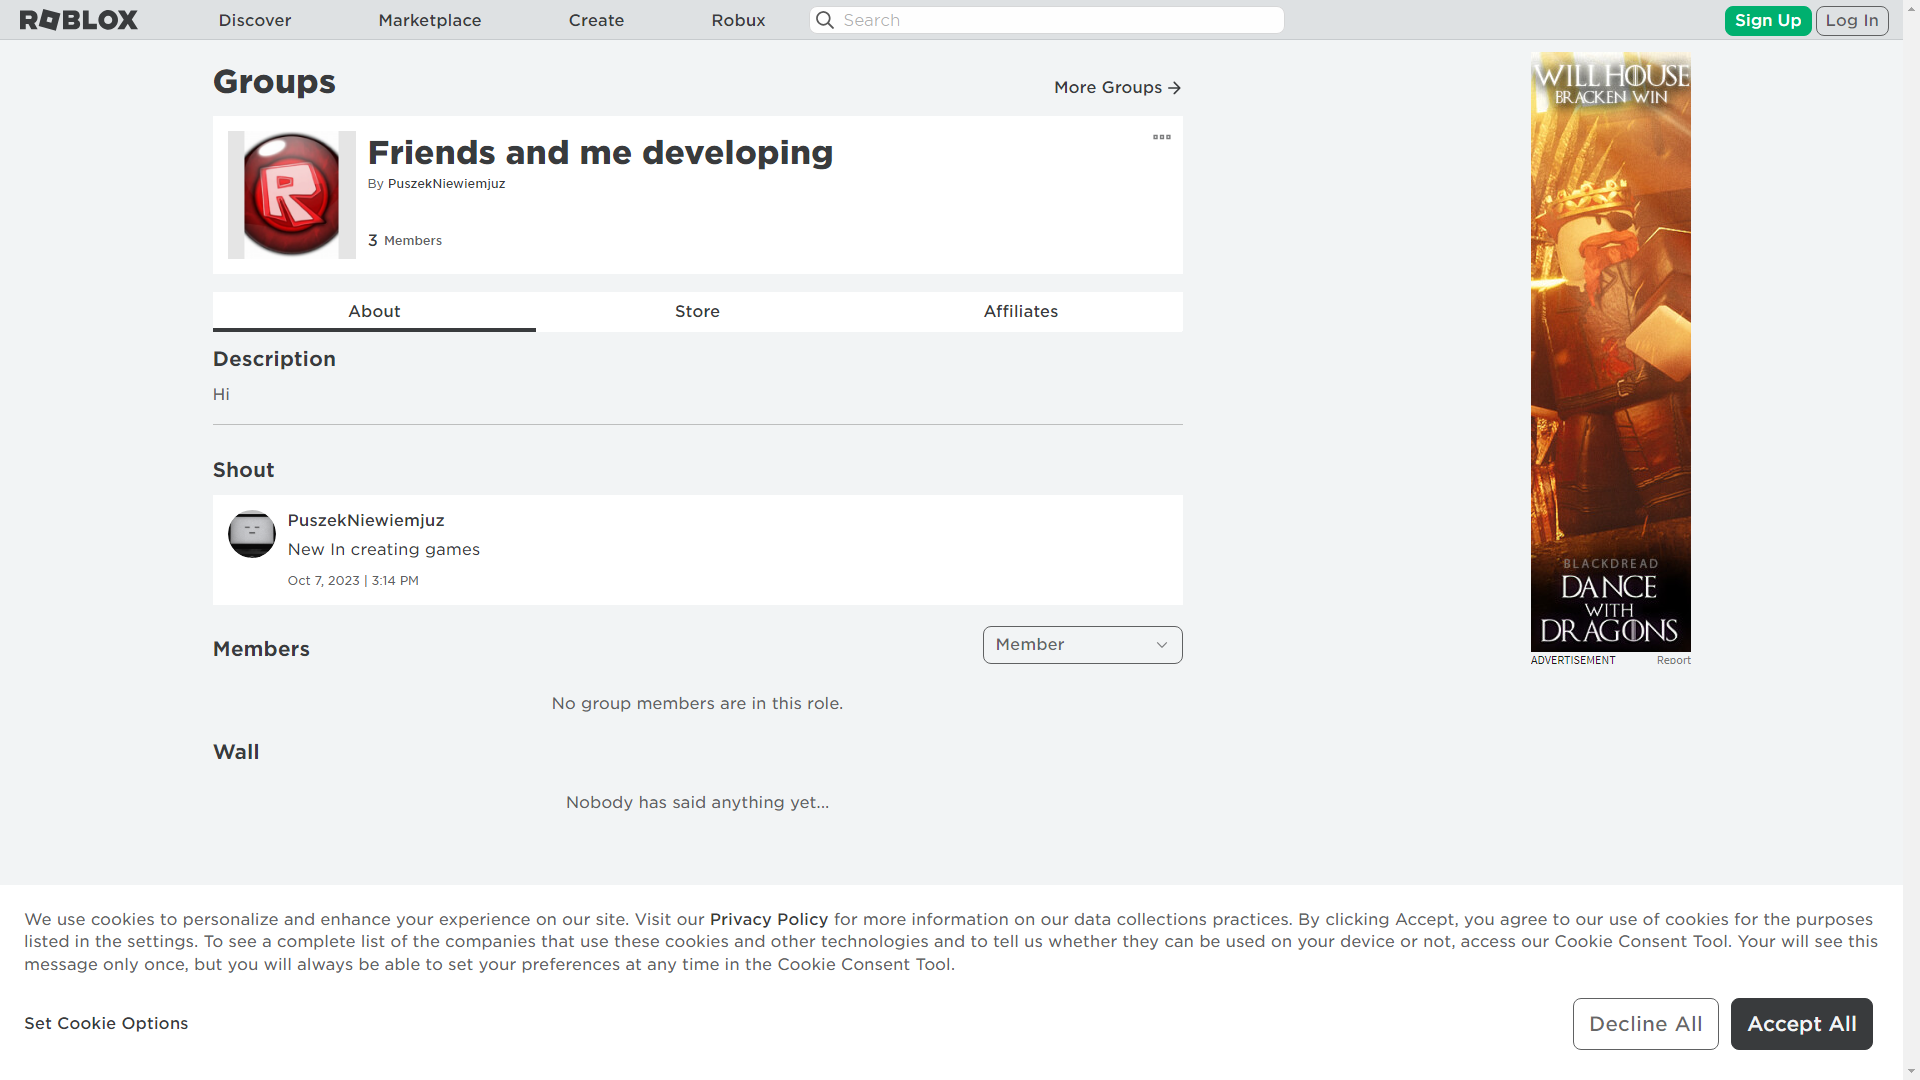 ROBLOX
Discover
Marketplace
Create
Robux
Search
Sign Up
Log In
Groups
More Groups
Friends and me developing
By PuszekNiewiemjuz
3 Members
About
Store
Affiliates
Description
Hi
Shout
PuszekNiewiemjuz
New In creating games
Oct 7, 2023 | 3:14 PM
Members
Member
No group members are in this role.
Wall
Nobody has said anything yet...
WILL HOUSE
BRACKEN WIN
BLACKDREAD
DANCE
WITH
DRAGONS
ADVERTISEMENT
Report
We use cookies to personalize and enhance your experience on our site. Visit our Privacy Policy for more information on our data collections practices. By clicking Accept, you agree to our use of cookies for the purposes
listed in the settings. To see a complete list of the companies that use these cookies and other technologies and to tell us whether they can be used on your device or not, access our Cookie Consent Tool. Your will see this
message only once, but you will always be able to set your preferences at any time in the Cookie Consent Tool.
Set Cookie Options
Decline All
Accept All